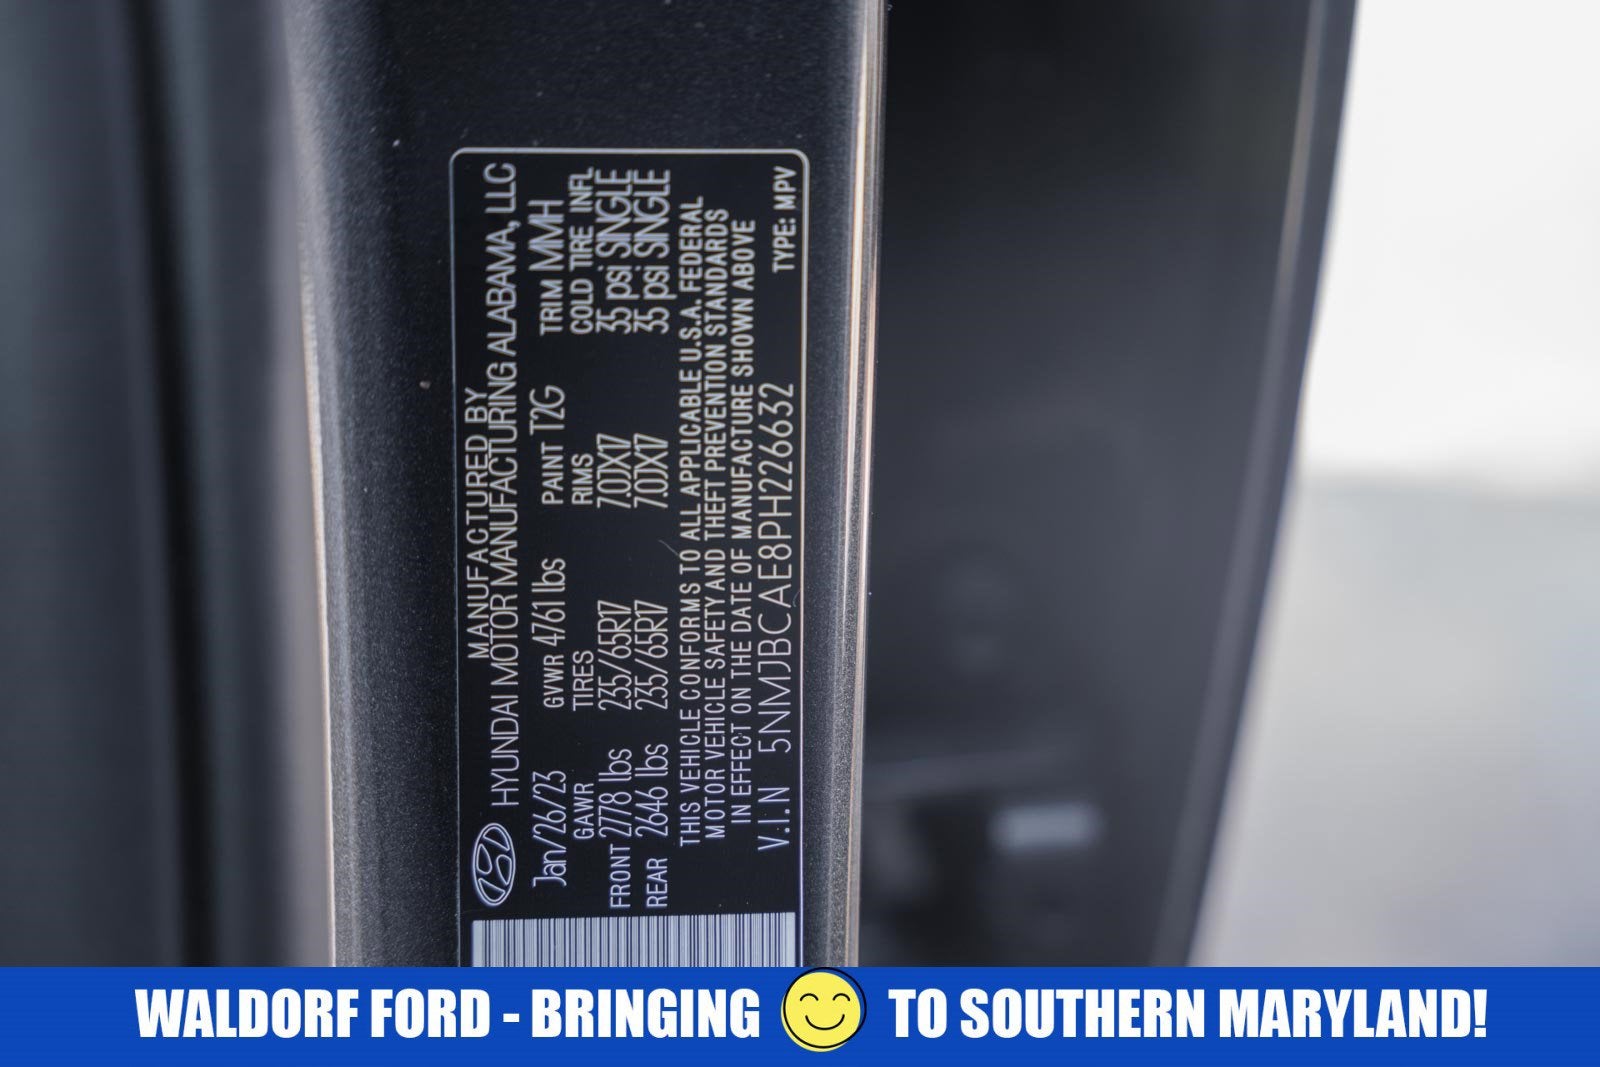 MANUFACTURED BY
HYUNDAI MOTOR MANUFACTURING ALABAMA, LLC
Jan/26/23 GVWR 4761 lbs PAINT T2G TRIM MMH
GAWR TIRES RIMS COLD TIRE INFL
FRONT 2778 lbs 235/65R17 7.0JX17 35 psi SINGLE
REAR 2646 lbs 235/65R17 7.0JX17 35 psi SINGLE
THIS VEHICLE CONFORMS TO ALL APPLICABLE U.S.A. FEDERAL
MOTOR VEHICLE SAFETY AND THEFT PREVENTION STANDARDS
IN EFFECT ON THE DATE OF MANUFACTURE SHOWN ABOVE
V.I.N 5NMJBCAE8PH226632 TYPE: MPV
WALDORF FORD - BRINGING TO SOUTHERN MARYLAND!